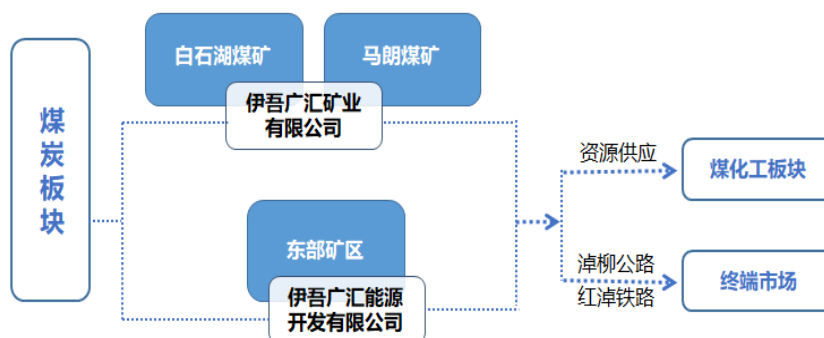 煤炭板块
白石湖煤矿
马朗煤矿
伊吾广汇矿业
有限公司
东部矿区
伊吾广汇能源
开发有限公司
资源供应
煤化工板块
淖柳公路
红淖铁路
终端市场